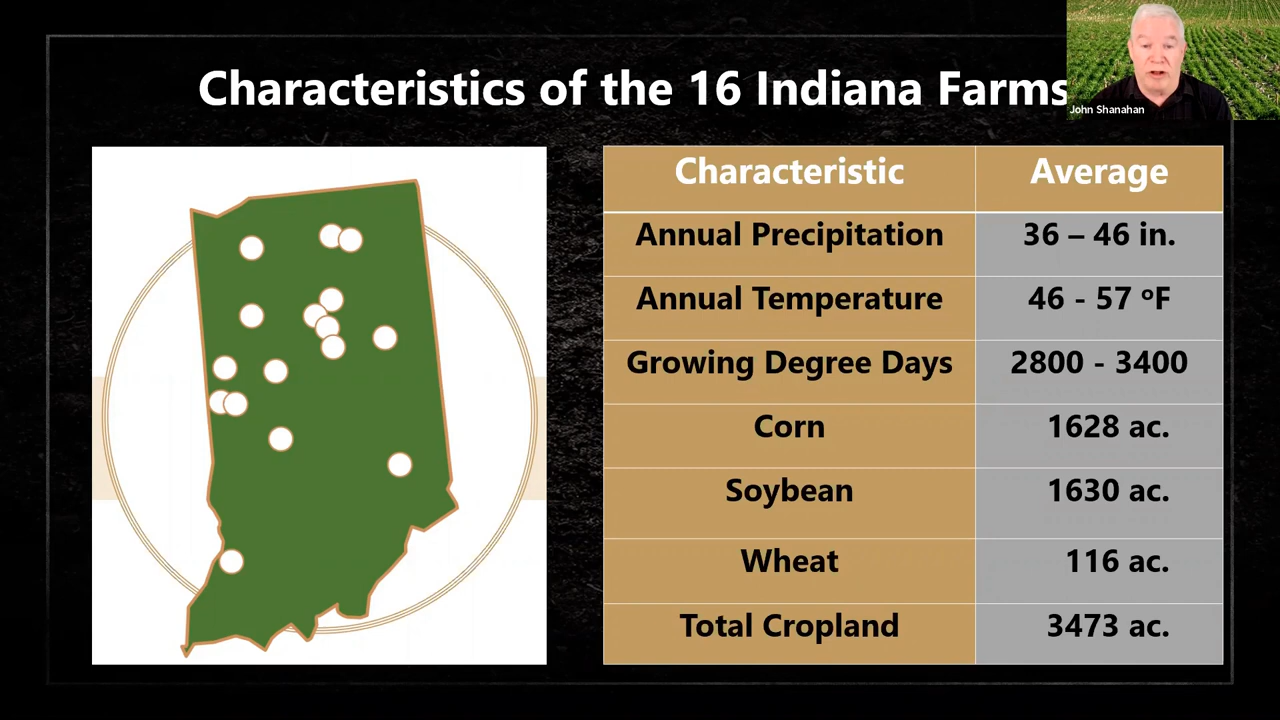 Characteristics of the 16 Indiana Farms
John Shanahan
Characteristic Average
Annual Precipitation 36 – 46 in.
Annual Temperature 46 - 57 ºF
Growing Degree Days 2800 - 3400
Corn 1628 ac.
Soybean 1630 ac.
Wheat 116 ac.
Total Cropland 3473 ac.